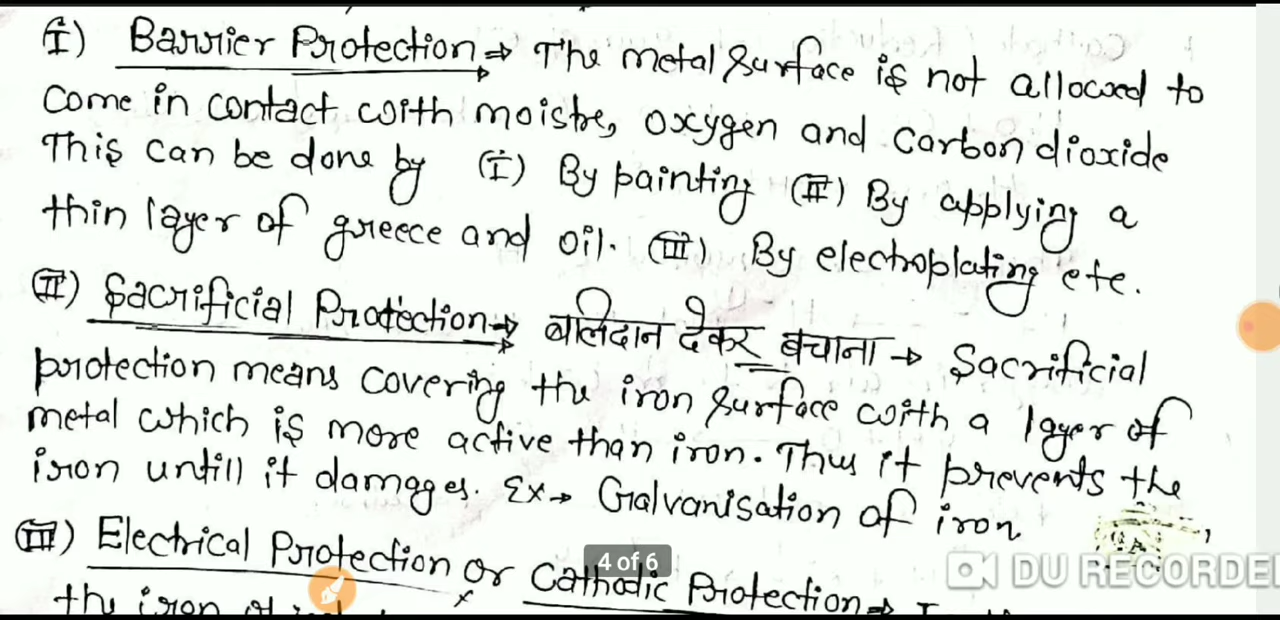 (I) Barrier Protection⇒ The metal surface is not allowed to
come in contact with moistre, oxygen and carbon dioxide
This can be done by (I) By painting (II) By applying a
thin layer of greece and oil. (III) By electroplating etc.
(II) Sacrificial Protection→ बलिदान देकर बचाना → Sacrificial
protection means covering the iron surface with a layer of
metal which is more active than iron. Thus it prevents the
iron untill it damages. Ex→ Galvanisation of iron
(III) Electrical Protection or Cathodic Protection⇒
4 of 6
DU RECORDE
the iron